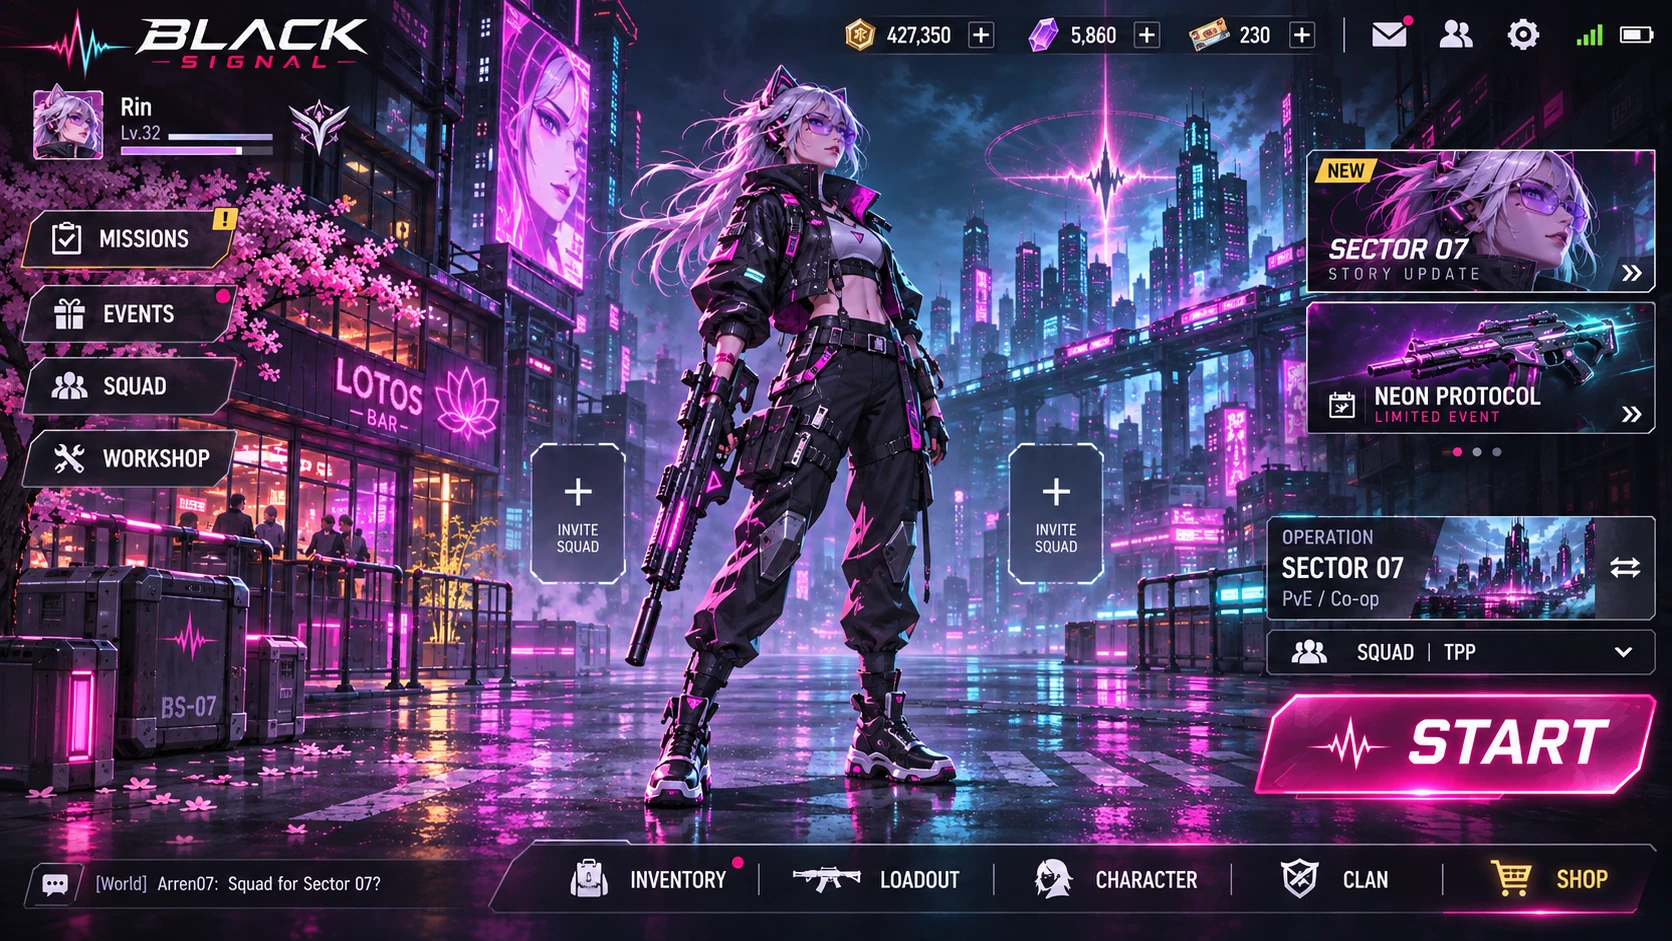 BLACK
SIGNAL
427,350
5,860
230
Rin
Lv.32
MISSIONS
!
EVENTS
SQUAD
WORKSHOP
LOTOS
BAR
BS-07
INVITE
SQUAD
INVITE
SQUAD
NEW
SECTOR 07
STORY UPDATE
NEON PROTOCOL
LIMITED EVENT
OPERATION
SECTOR 07
PvE / Co-op
SQUAD | TPP
START
[World] Arren07: Squad for Sector 07?
INVENTORY
LOADOUT
CHARACTER
CLAN
SHOP